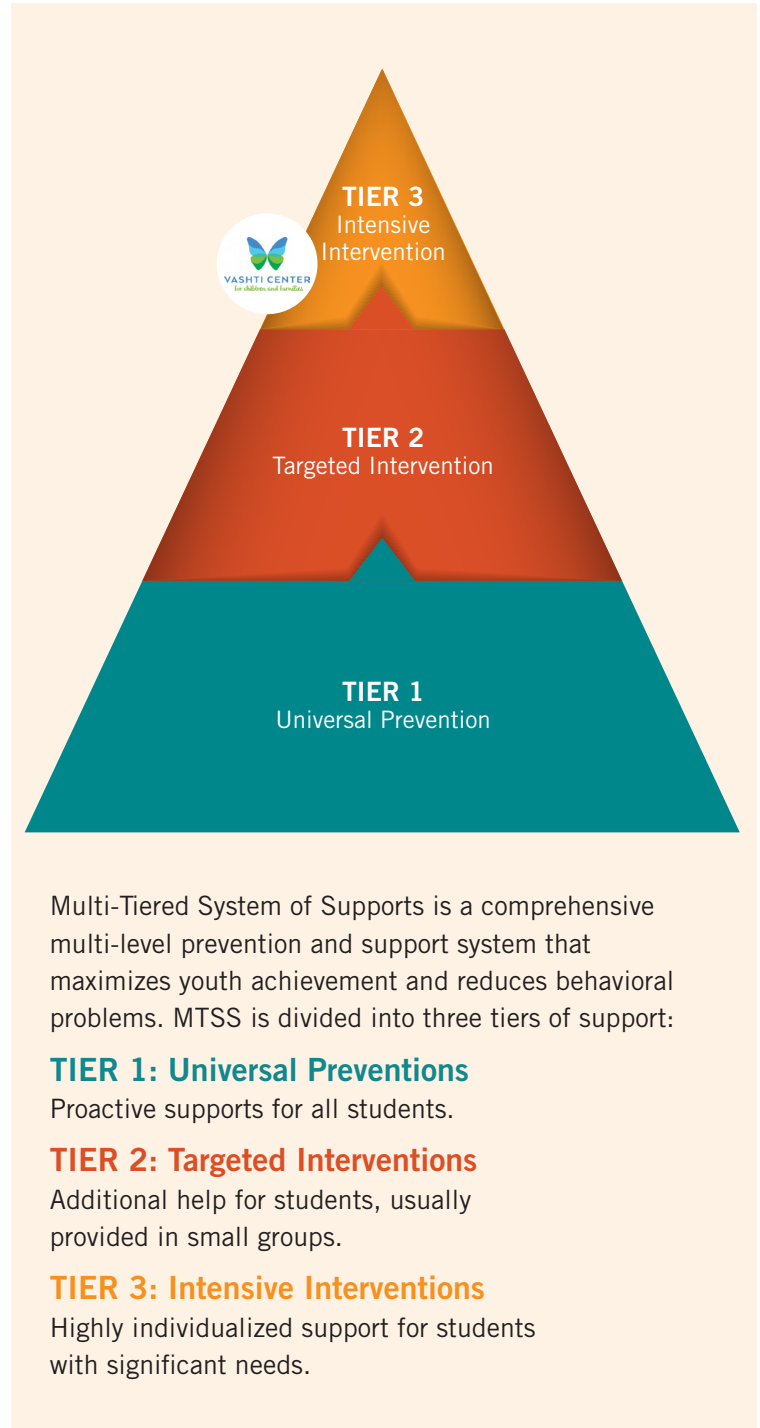 TIER 3
Intensive
Intervention
VASHTI CENTER
for children and families
TIER 2
Targeted Intervention
TIER 1
Universal Prevention
Multi-Tiered System of Supports is a comprehensive
multi-level prevention and support system that
maximizes youth achievement and reduces behavioral
problems. MTSS is divided into three tiers of support:
TIER 1: Universal Preventions
Proactive supports for all students.
TIER 2: Targeted Interventions
Additional help for students, usually
provided in small groups.
TIER 3: Intensive Interventions
Highly individualized support for students
with significant needs.